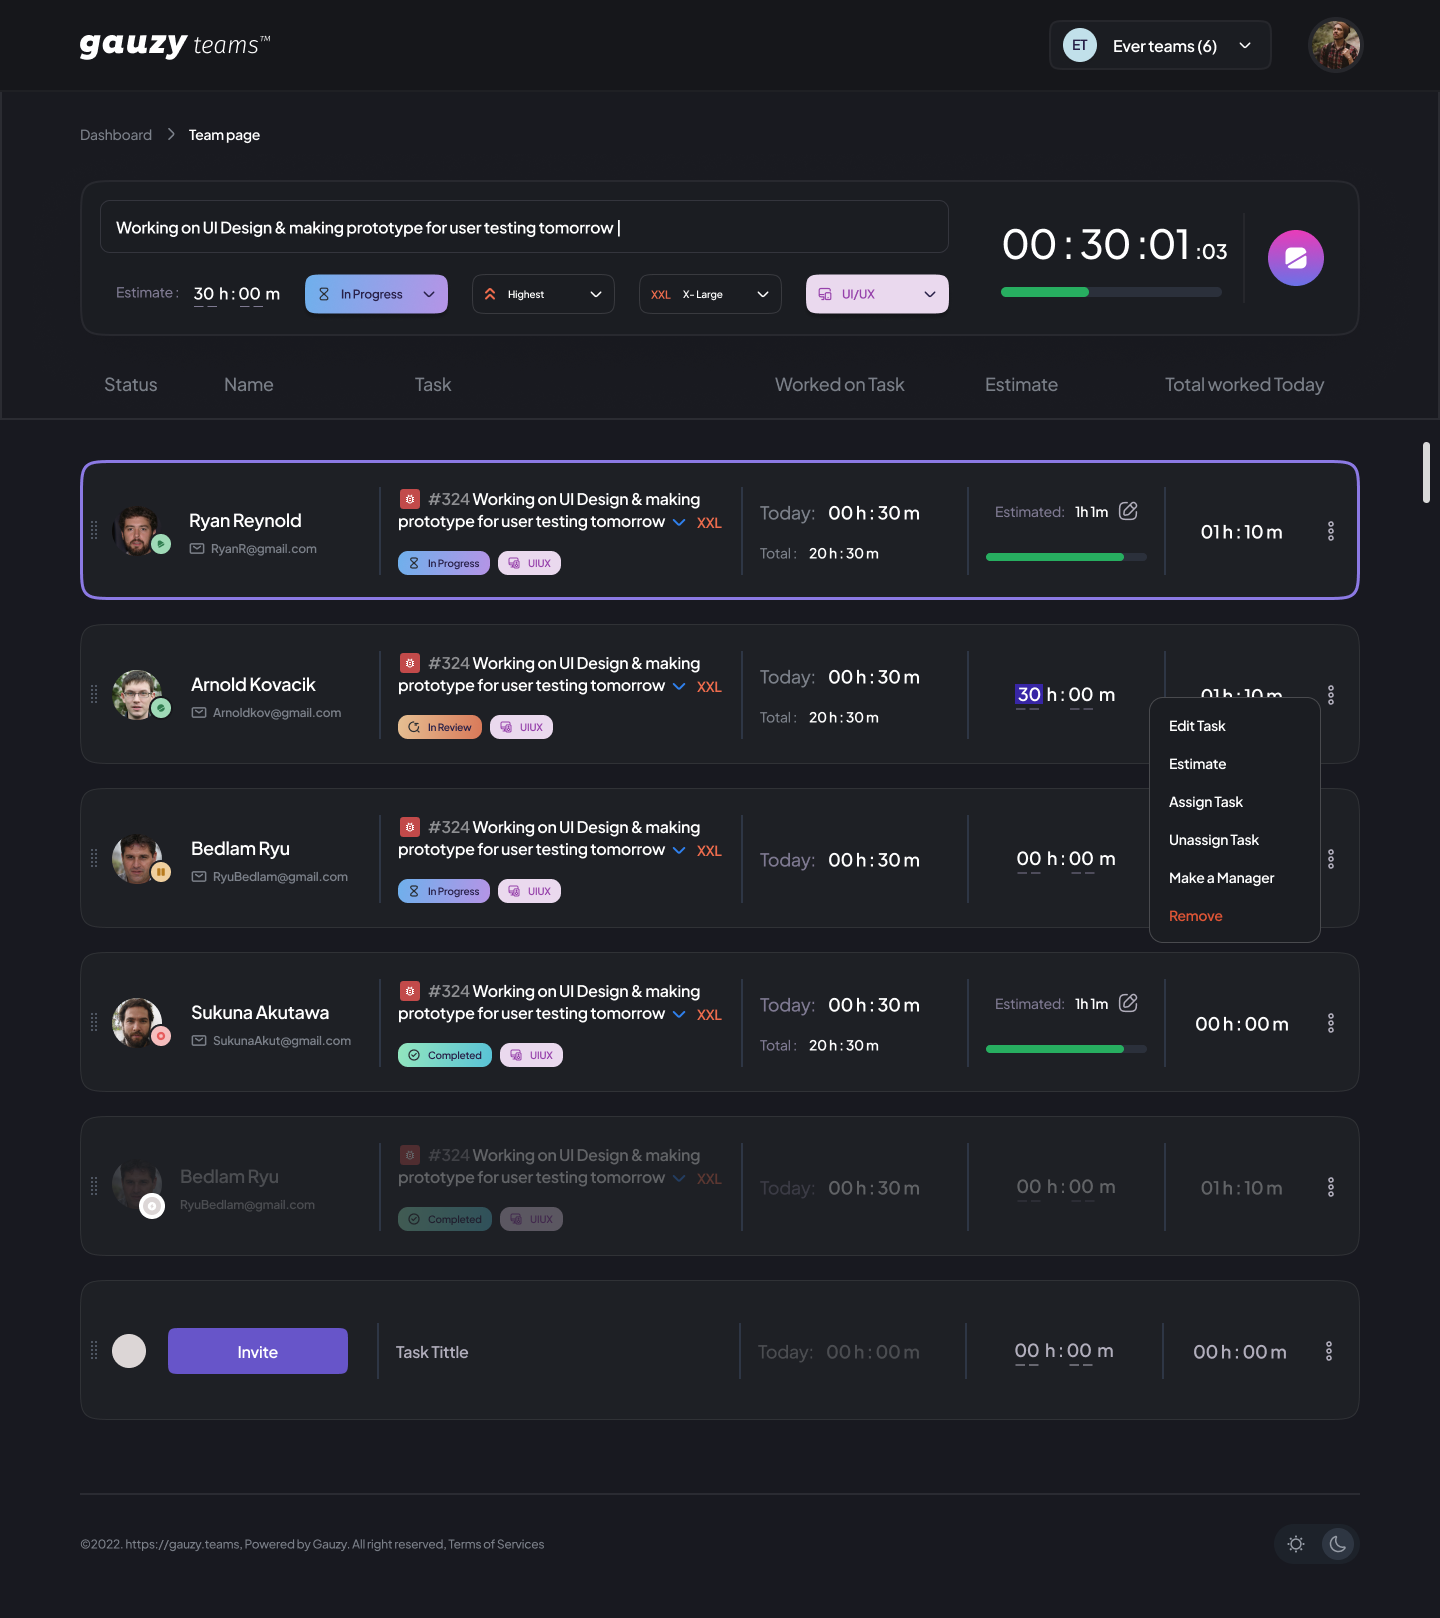 gauzy teams™
ET Ever teams (6)
Dashboard > Team page
Working on UI Design & making prototype for user testing tomorrow |
00 : 30 : 01 :03
Estimate : 30 h : 00 m In Progress Highest XXL X- Large UI/UX
Status Name Task Worked on Task Estimate Total worked Today
Ryan Reynold
RyanR@gmail.com
#324 Working on UI Design & making
prototype for user testing tomorrow XXL
In Progress UIUX
Today: 00 h : 30 m
Total : 20 h : 30 m
Estimated: 1h 1m
01 h : 10 m
Arnold Kovacik
Arnoldkov@gmail.com
#324 Working on UI Design & making
prototype for user testing tomorrow XXL
In Review UIUX
Today: 00 h : 30 m
Total : 20 h : 30 m
30 h : 00 m
01 h : 10 m
Edit Task
Estimate
Assign Task
Unassign Task
Make a Manager
Remove
Bedlam Ryu
RyuBedlam@gmail.com
#324 Working on UI Design & making
prototype for user testing tomorrow XXL
In Progress UIUX
Today: 00 h : 30 m
00 h : 00 m
Sukuna Akutawa
SukunaAkut@gmail.com
#324 Working on UI Design & making
prototype for user testing tomorrow XXL
Completed UIUX
Today: 00 h : 30 m
Total : 20 h : 30 m
Estimated: 1h 1m
00 h : 00 m
Bedlam Ryu
RyuBedlam@gmail.com
#324 Working on UI Design & making
prototype for user testing tomorrow XXL
Completed UIUX
Today: 00 h : 30 m
00 h : 00 m
01 h : 10 m
Invite
Task Tittle
Today: 00 h : 00 m
00 h : 00 m
00 h : 00 m
©2022. https://gauzy.teams, Powered by Gauzy. All right reserved, Terms of Services